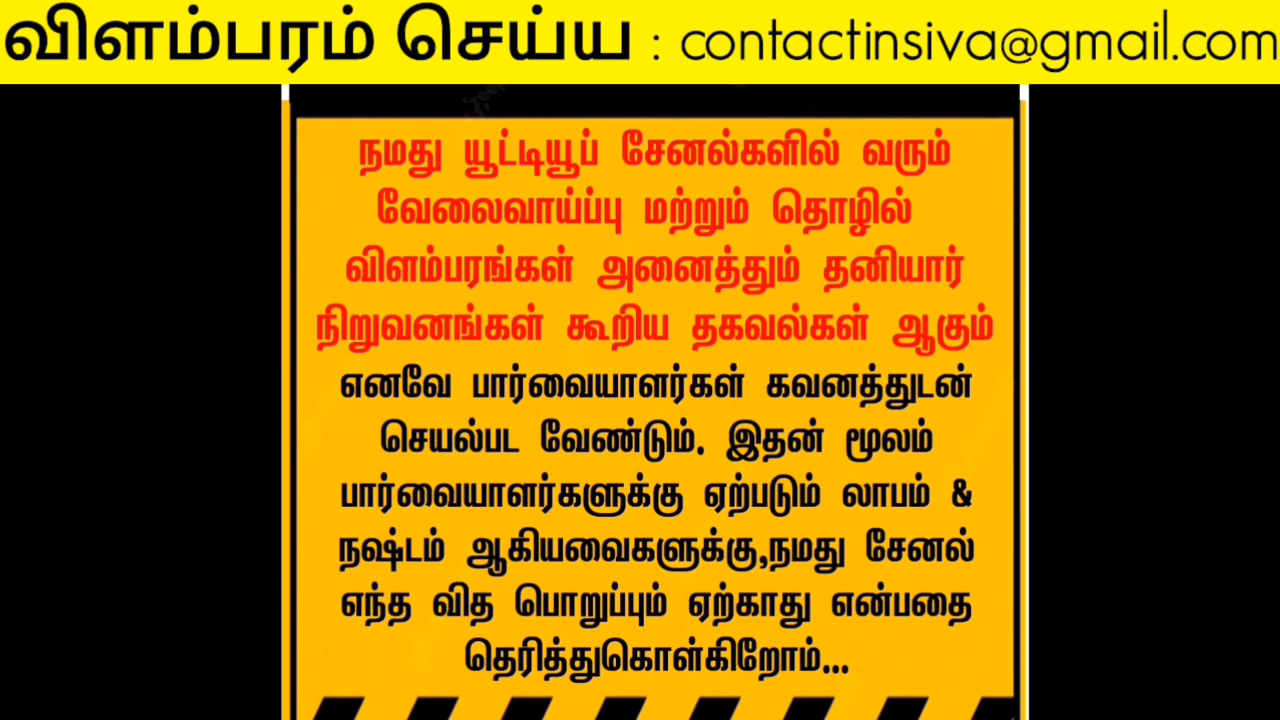 விளம்பரம் செய்ய : contactinsiva@gmail.com
நமது யூட்டியூப் சேனல்களில் வரும்
வேலைவாய்ப்பு மற்றும் தொழில்
விளம்பரங்கள் அனைத்தும் தனியார்
நிறுவனங்கள் கூறிய தகவல்கள் ஆகும்
எனவே பார்வையாளர்கள் கவனத்துடன்
செயல்பட வேண்டும். இதன் மூலம்
பார்வையாளர்களுக்கு ஏற்படும் லாபம் &
நஷ்டம் ஆகியவைகளுக்கு,நமது சேனல்
எந்த வித பொறுப்பும் ஏற்காது என்பதை
தெரித்துகொள்கிறோம்...